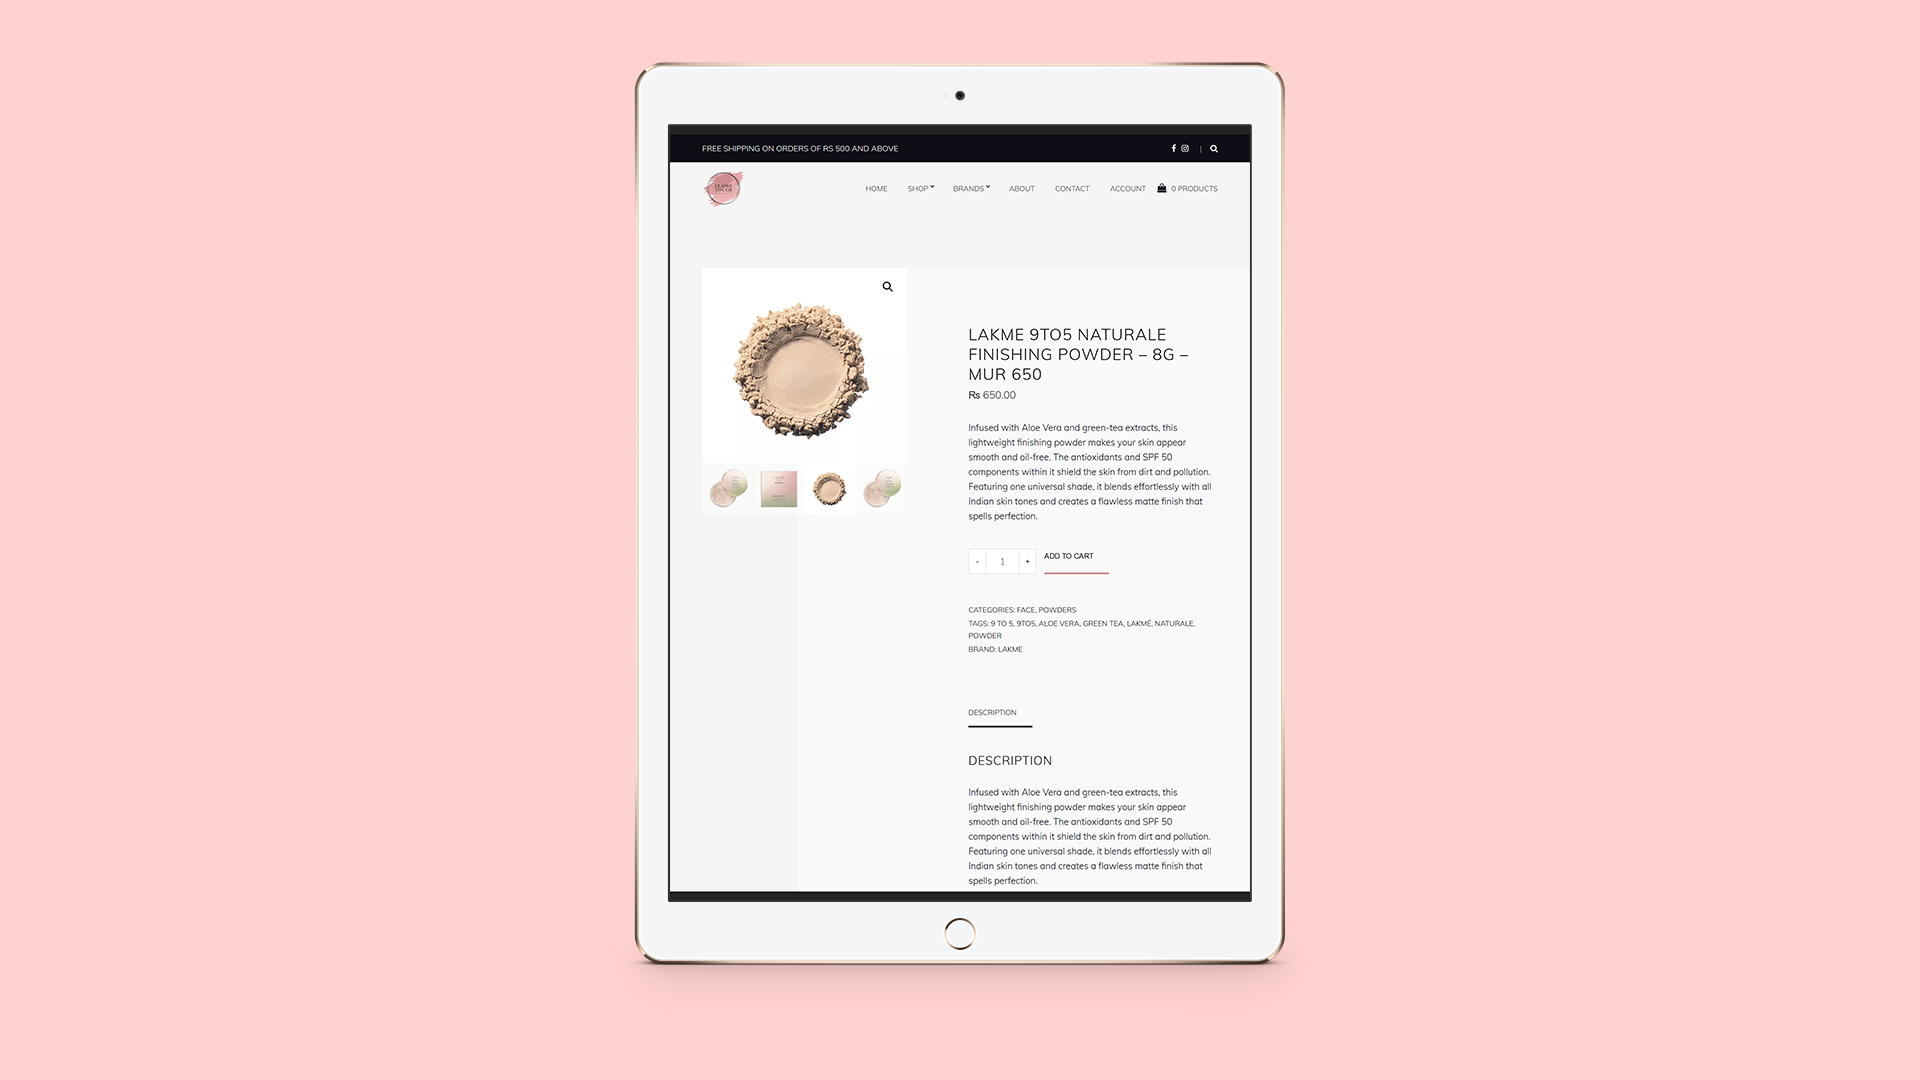 FREE SHIPPING ON ORDERS OF RS 500 AND ABOVE
CLASSY
TOUCH
HOME SHOP BRANDS ABOUT CONTACT ACCOUNT 0 PRODUCTS
LAKME 9TO5 NATURALE
FINISHING POWDER – 8G –
MUR 650
₨ 650.00
Infused with Aloe Vera and green-tea extracts, this
lightweight finishing powder makes your skin appear
smooth and oil-free. The antioxidants and SPF 50
components within it shield the skin from dirt and pollution.
Featuring one universal shade, it blends effortlessly with all
Indian skin tones and creates a flawless matte finish that
spells perfection.
- 1 + ADD TO CART
CATEGORIES: FACE, POWDERS
TAGS: 9 TO 5, 9TO5, ALOE VERA, GREEN TEA, LAKMÉ, NATURALE,
POWDER
BRAND: LAKME
DESCRIPTION
DESCRIPTION
Infused with Aloe Vera and green-tea extracts, this
lightweight finishing powder makes your skin appear
smooth and oil-free. The antioxidants and SPF 50
components within it shield the skin from dirt and pollution.
Featuring one universal shade, it blends effortlessly with all
Indian skin tones and creates a flawless matte finish that
spells perfection.